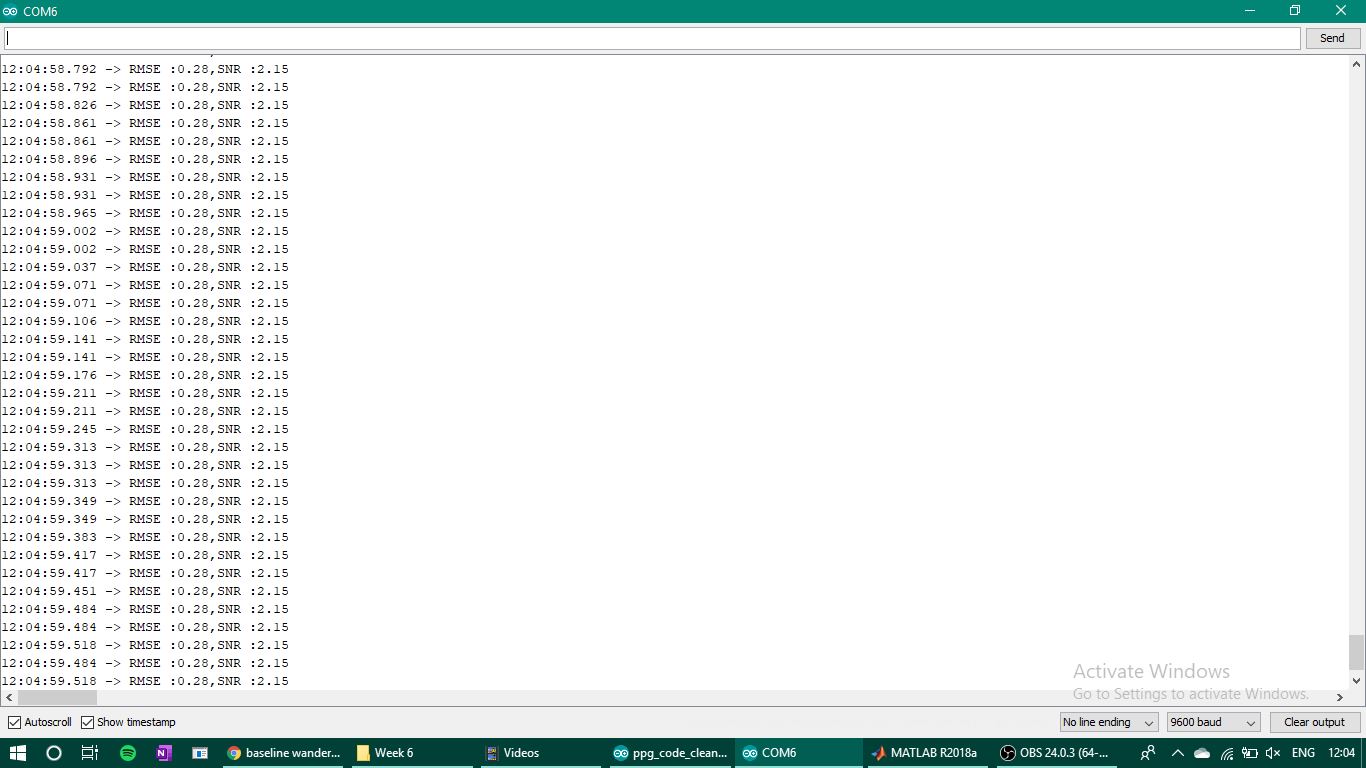 COM6
Send
12:04:58.792 -> RMSE :0.28,SNR :2.15
12:04:58.792 -> RMSE :0.28,SNR :2.15
12:04:58.826 -> RMSE :0.28,SNR :2.15
12:04:58.861 -> RMSE :0.28,SNR :2.15
12:04:58.861 -> RMSE :0.28,SNR :2.15
12:04:58.896 -> RMSE :0.28,SNR :2.15
12:04:58.931 -> RMSE :0.28,SNR :2.15
12:04:58.931 -> RMSE :0.28,SNR :2.15
12:04:58.965 -> RMSE :0.28,SNR :2.15
12:04:59.002 -> RMSE :0.28,SNR :2.15
12:04:59.002 -> RMSE :0.28,SNR :2.15
12:04:59.037 -> RMSE :0.28,SNR :2.15
12:04:59.071 -> RMSE :0.28,SNR :2.15
12:04:59.071 -> RMSE :0.28,SNR :2.15
12:04:59.106 -> RMSE :0.28,SNR :2.15
12:04:59.141 -> RMSE :0.28,SNR :2.15
12:04:59.141 -> RMSE :0.28,SNR :2.15
12:04:59.176 -> RMSE :0.28,SNR :2.15
12:04:59.211 -> RMSE :0.28,SNR :2.15
12:04:59.211 -> RMSE :0.28,SNR :2.15
12:04:59.245 -> RMSE :0.28,SNR :2.15
12:04:59.313 -> RMSE :0.28,SNR :2.15
12:04:59.313 -> RMSE :0.28,SNR :2.15
12:04:59.313 -> RMSE :0.28,SNR :2.15
12:04:59.349 -> RMSE :0.28,SNR :2.15
12:04:59.349 -> RMSE :0.28,SNR :2.15
12:04:59.383 -> RMSE :0.28,SNR :2.15
12:04:59.417 -> RMSE :0.28,SNR :2.15
12:04:59.417 -> RMSE :0.28,SNR :2.15
12:04:59.451 -> RMSE :0.28,SNR :2.15
12:04:59.484 -> RMSE :0.28,SNR :2.15
12:04:59.484 -> RMSE :0.28,SNR :2.15
12:04:59.518 -> RMSE :0.28,SNR :2.15
12:04:59.484 -> RMSE :0.28,SNR :2.15
12:04:59.518 -> RMSE :0.28,SNR :2.15
Activate Windows
Go to Settings to activate Windows.
Autoscroll Show timestamp No line ending 9600 baud Clear output
baseline wander... Week 6 Videos ppg_code_clean... COM6 MATLAB R2018a OBS 24.0.3 (64-... ENG 12:04